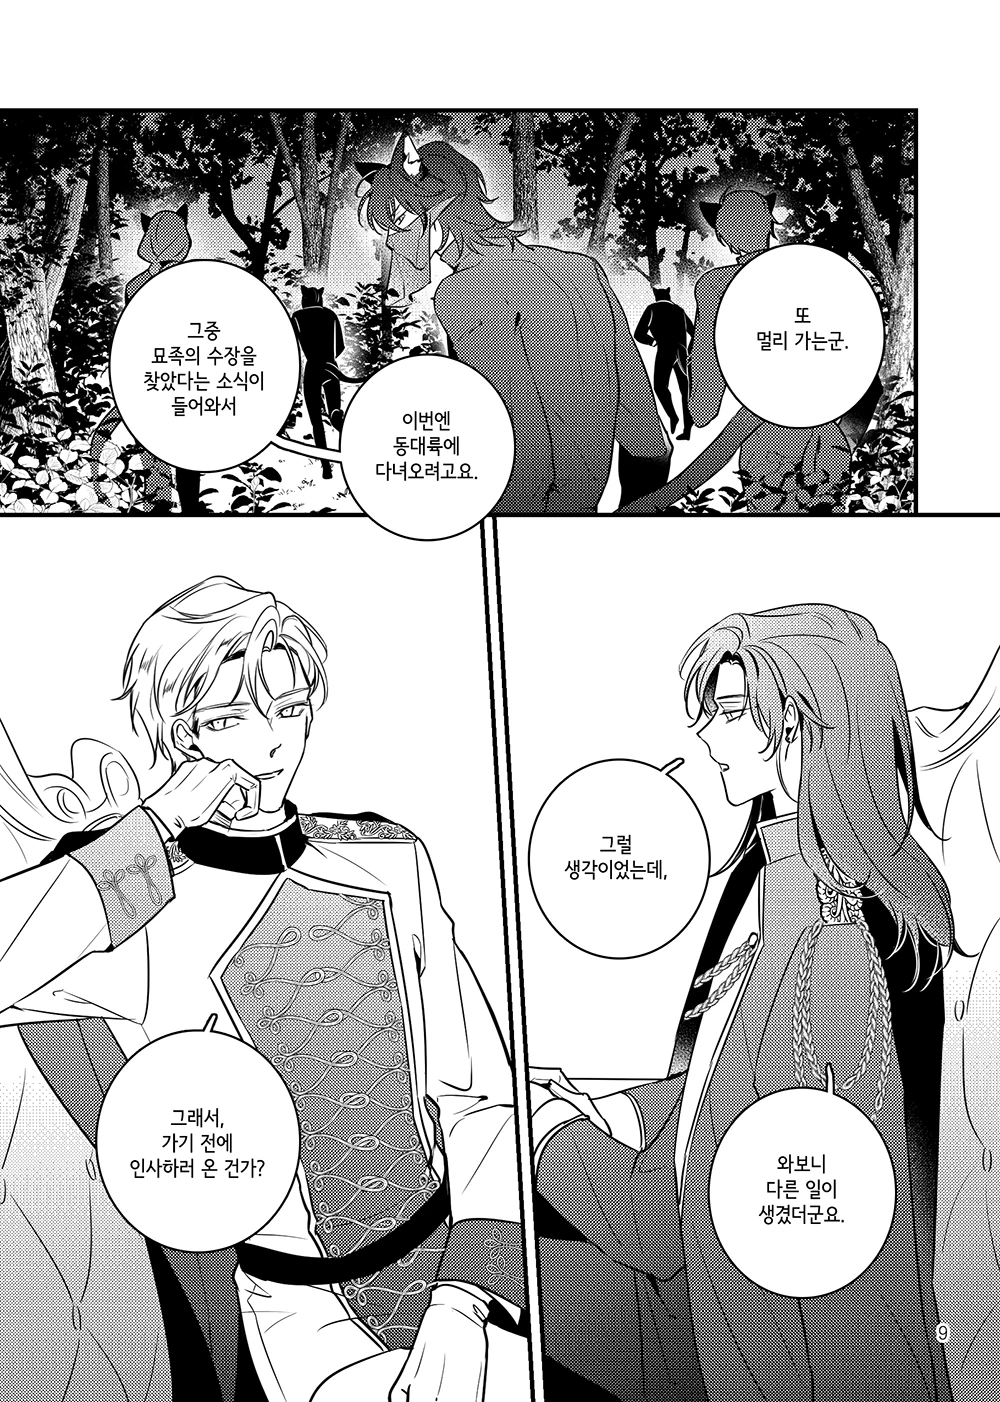 그중
묘족의 수장을
찾았다는 소식이
들어와서
이번엔
동대륙에
다녀오려고요.
또
멀리 가는군.
그래서,
가기 전에
인사하러 온 건가?
그럴
생각이었는데,
와보니
다른 일이
생겼더군요.
9